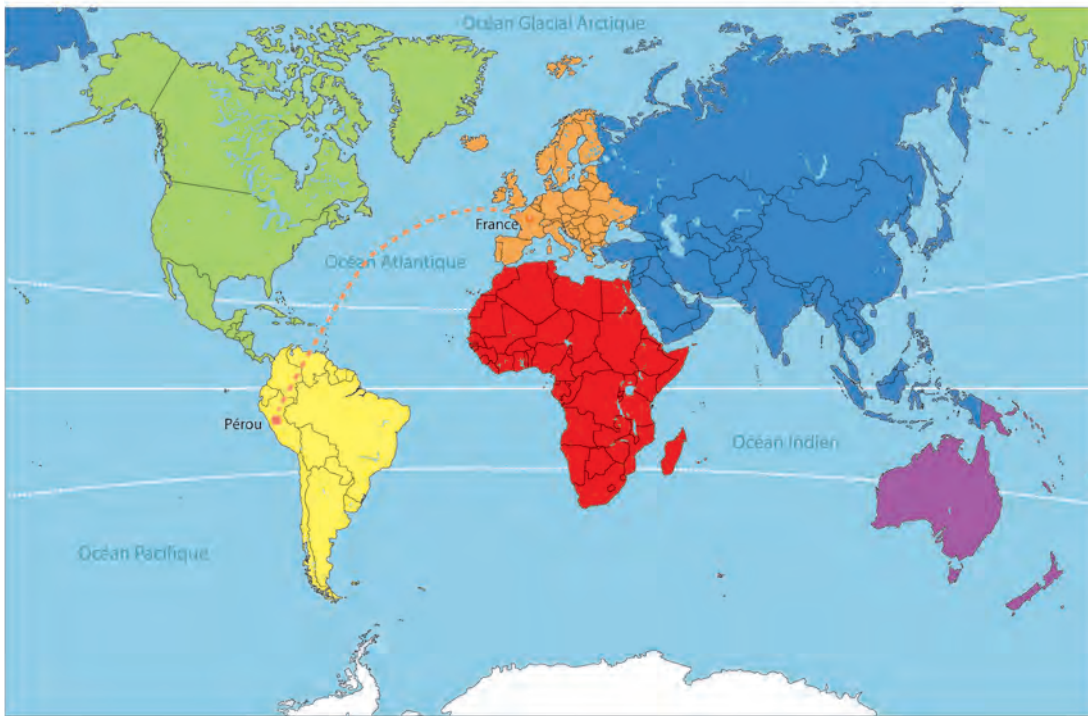 Océan Glacial Arctique
France
Océan Atlantique
Pérou
Océan Indien
Océan Pacifique